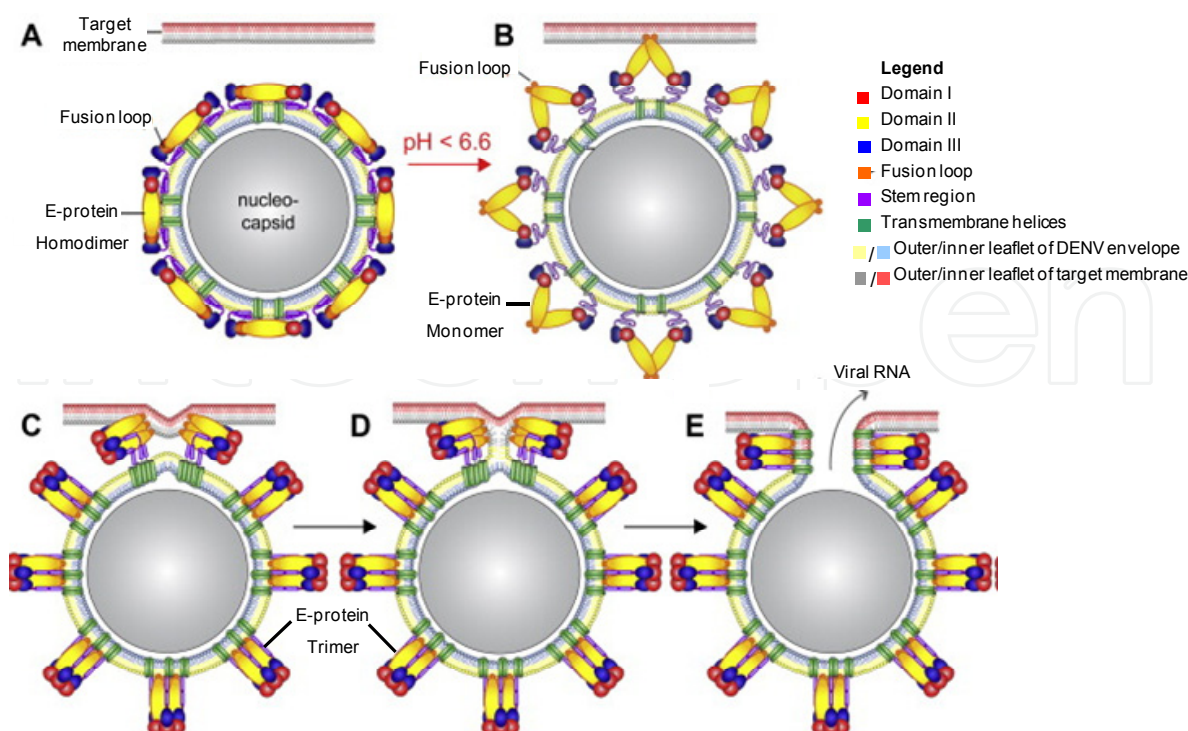 A
Target
membrane
Fusion loop
E-protein
Homodimer
nucleo-
capsid
pH < 6.6
B
Fusion loop
E-protein
Monomer
Legend
Domain I
Domain II
Domain III
Fusion loop
Stem region
Transmembrane helices
/ Outer/inner leaflet of DENV envelope
/ Outer/inner leaflet of target membrane
C
D
E
Viral RNA
E-protein
Trimer